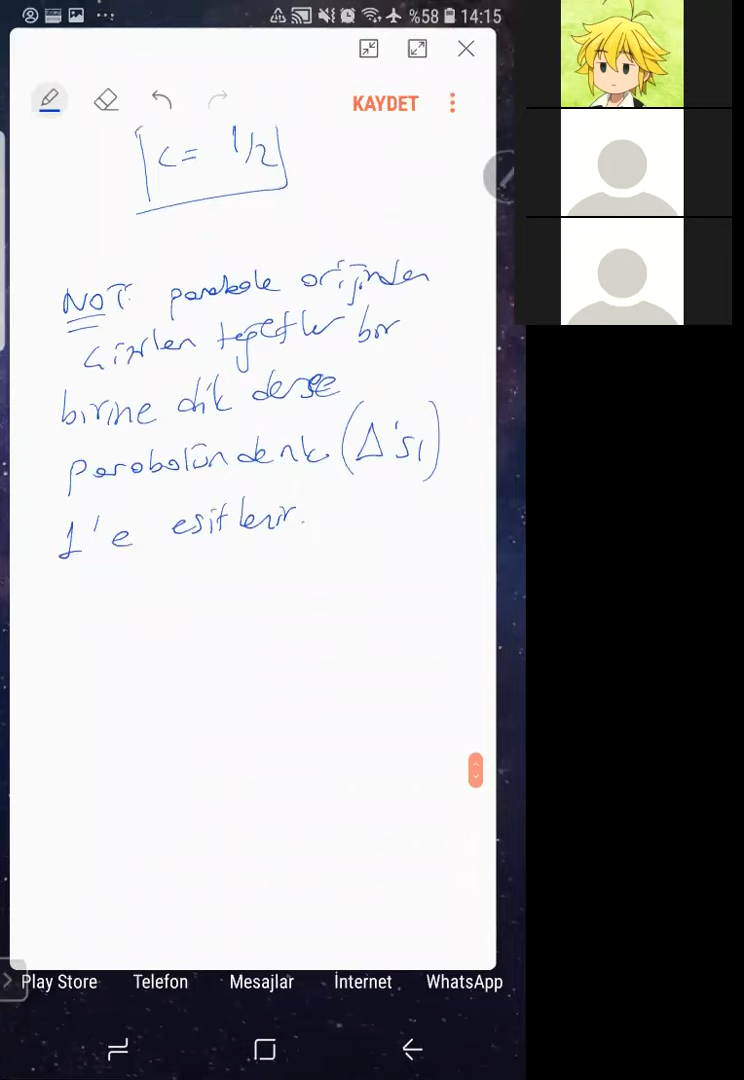 %58 14:15
KAYDET
c = 1/2
NOT: parabole orijinden
çizilen teğetler bir
birine dik derse
parabolün denk (Δ'sı)
1'e eşitlenir.
Play Store Telefon Mesajlar İnternet WhatsApp